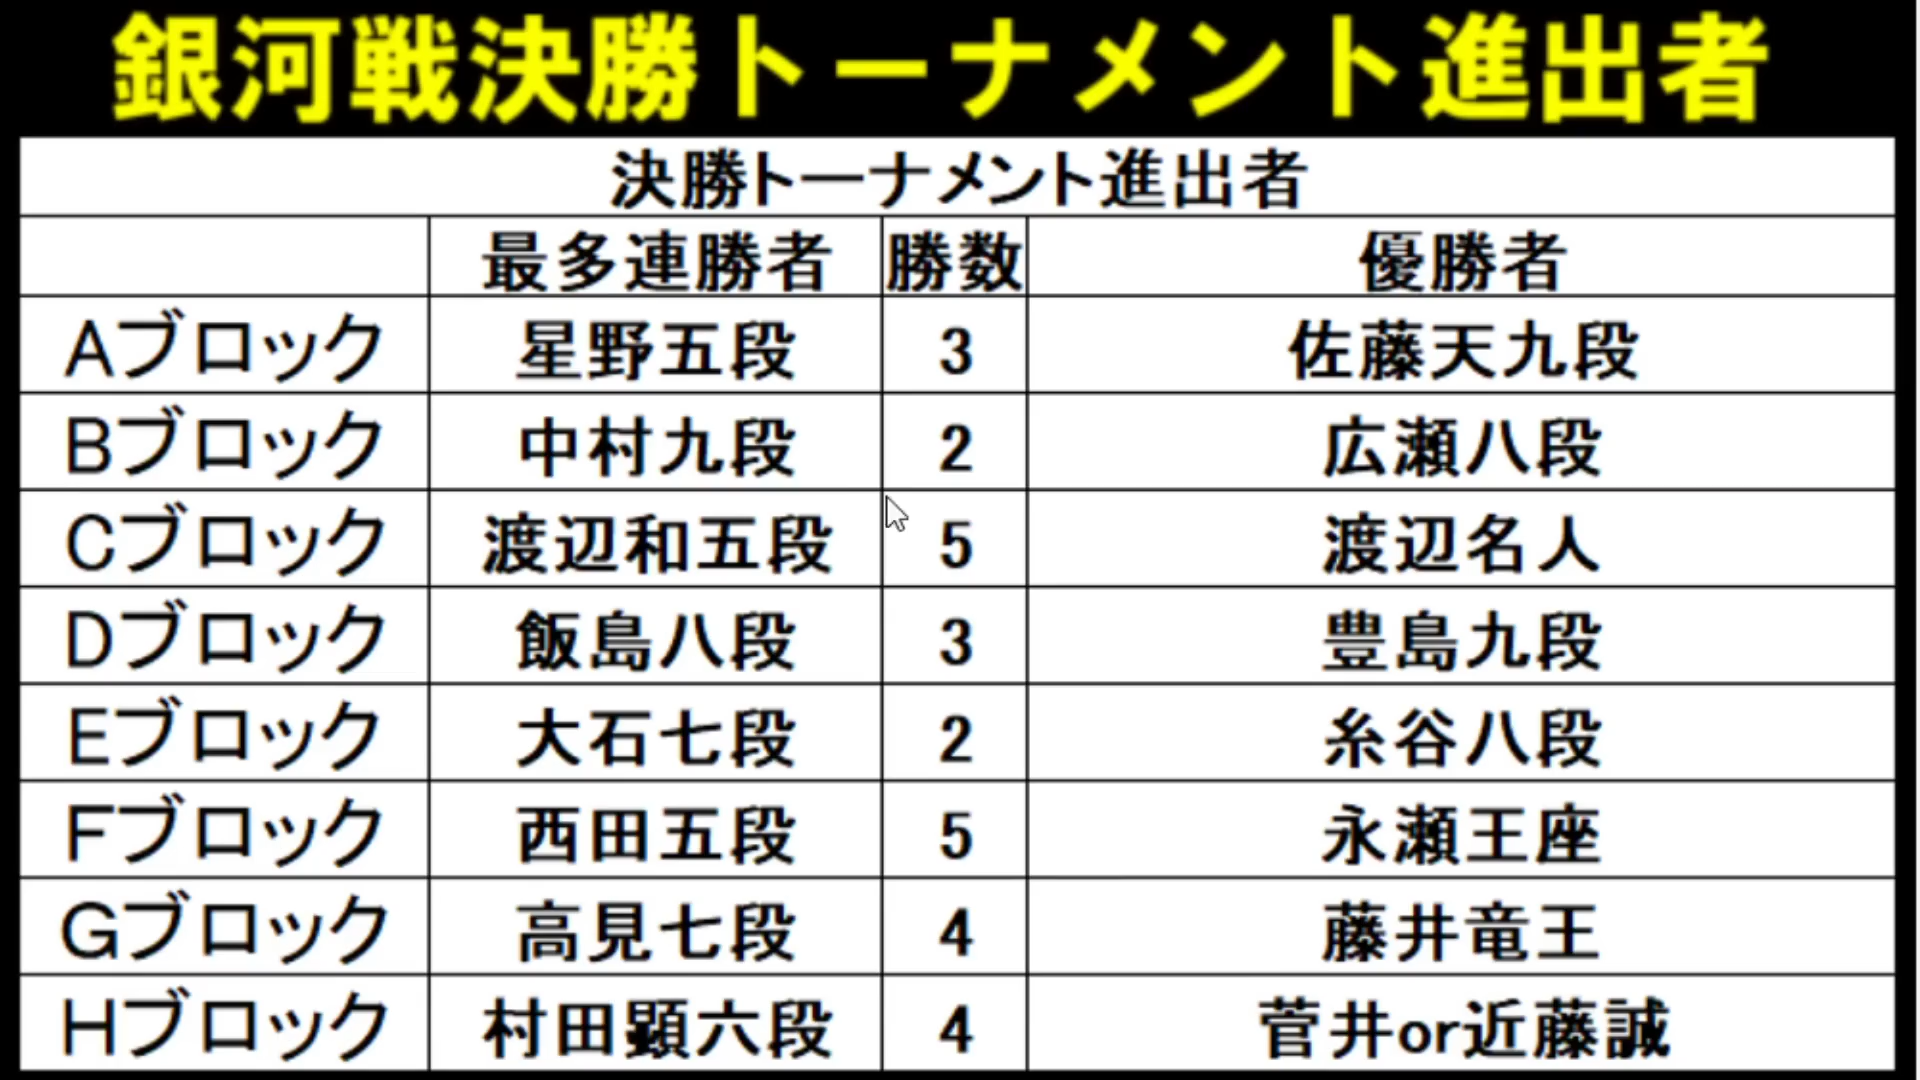 銀河戦決勝トーナメント進出者
決勝トーナメント進出者
最多連勝者 勝数 優勝者
Aブロック 星野五段 3 佐藤天九段
Bブロック 中村九段 2 広瀬八段
Cブロック 渡辺和五段 5 渡辺名人
Dブロック 飯島八段 3 豊島九段
Eブロック 大石七段 2 糸谷八段
Fブロック 西田五段 5 永瀬王座
Gブロック 高見七段 4 藤井竜王
Hブロック 村田顕六段 4 菅井or近藤誠